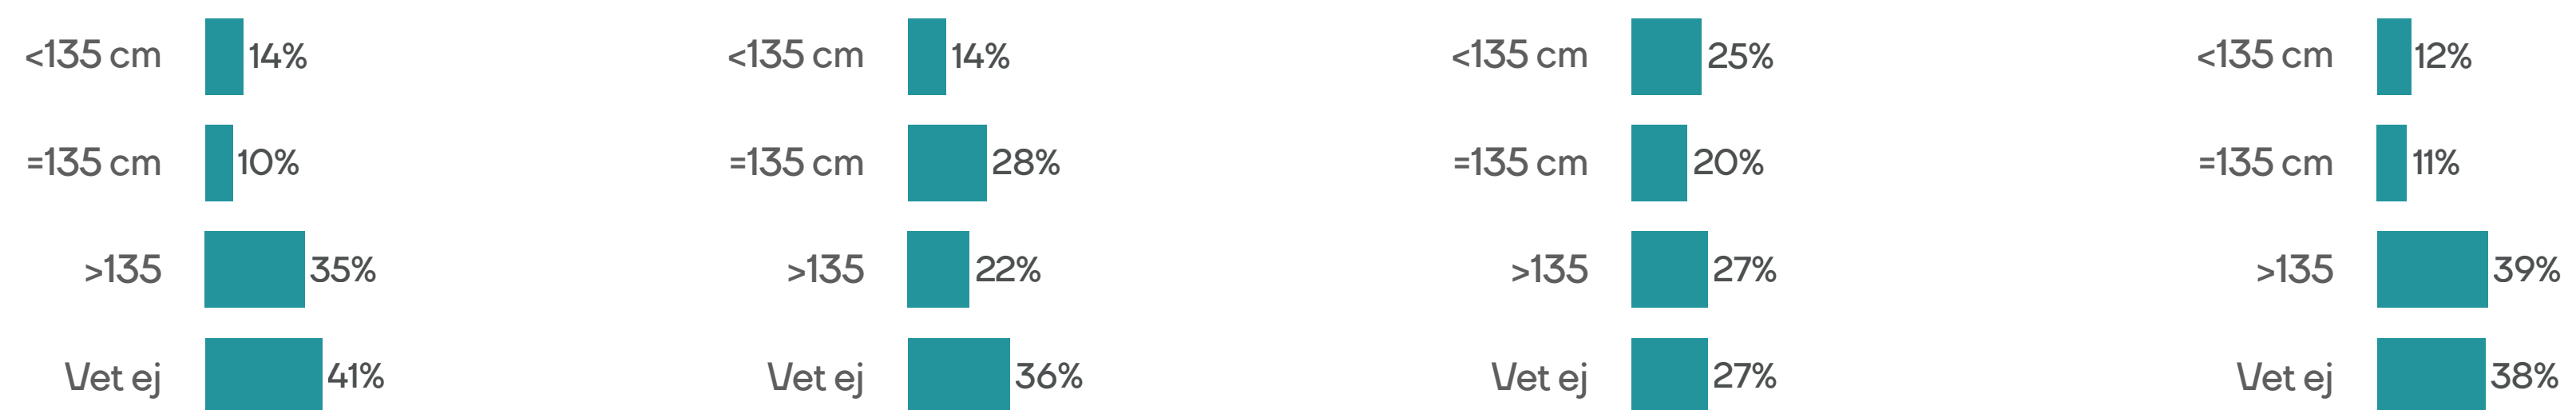 <135 cm 14% <135 cm 14% <135 cm 25% <135 cm 12%
=135 cm 10% =135 cm 28% =135 cm 20% =135 cm 11%
>135 35% >135 22% >135 27% >135 39%
Vet ej 41% Vet ej 36% Vet ej 27% Vet ej 38%